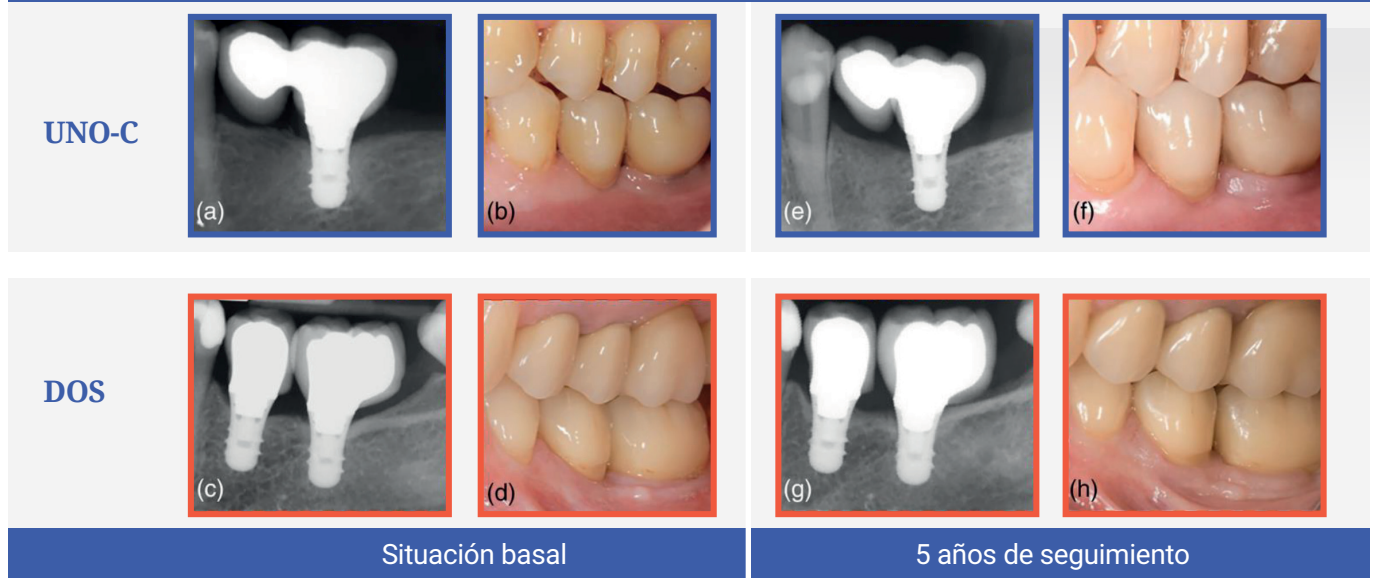 UNO-C
(a)
(b)
(e)
(f)
DOS
(c)
(d)
(g)
(h)
Situación basal
5 años de seguimiento